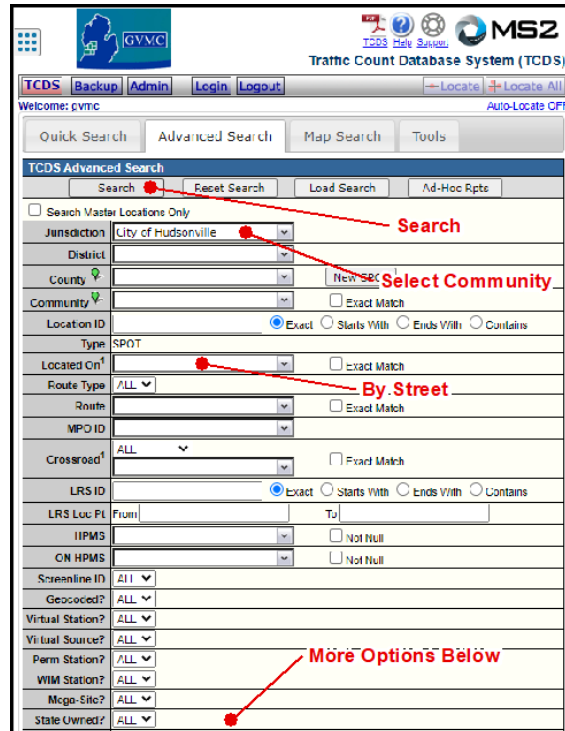 GVMC
TCDS Help Support
MS2
Traffic Count Database System (TCDS)
TCDS Backup Admin Login Logout Locate Locate All
Welcome: gvmc Auto-Locate OFF
Quick Search Advanced Search Map Search Tools
TCDS Advanced Search
Search Reset Search Load Search Ad-Hoc Rpts
Search Master Locations Only
Search
Jurisdiction City of Hudsonville
District
County New
Select Community
Community Exact Match
Location ID Exact Starts With Ends With Contains
Type SPOT
Located On¹ Exact Match
Route Type ALL
By Street
Route Exact Match
MPO ID
Crossroad¹ ALL
Exact Match
LRS ID Exact Starts With Ends With Contains
LRS Loc Pt From To
HPMS Not Null
ON HPMS Not Null
Screenline ID ALL
Geocoded? ALL
Virtual Station? ALL
Virtual Source? ALL
Perm Station? ALL
More Options Below
WIM Station? ALL
Mega-Site? ALL
State Owned? ALL